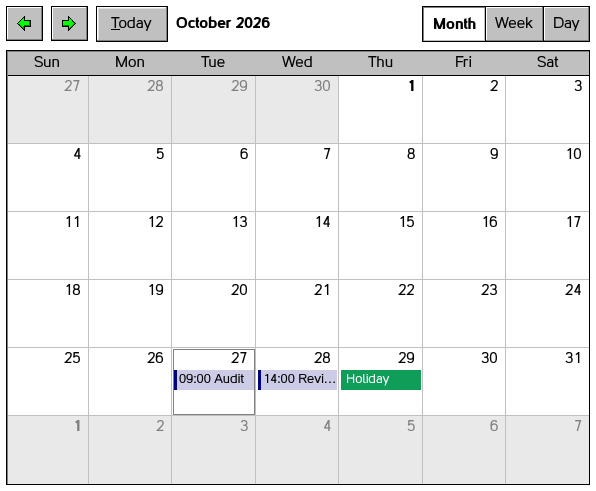 Today October 2026 Month Week Day
Sun Mon Tue Wed Thu Fri Sat
27 28 29 30 1 2 3
4 5 6 7 8 9 10
11 12 13 14 15 16 17
18 19 20 21 22 23 24
25 26 27 28 29 30 31
09:00 Audit 14:00 Revi... Holiday
1 2 3 4 5 6 7